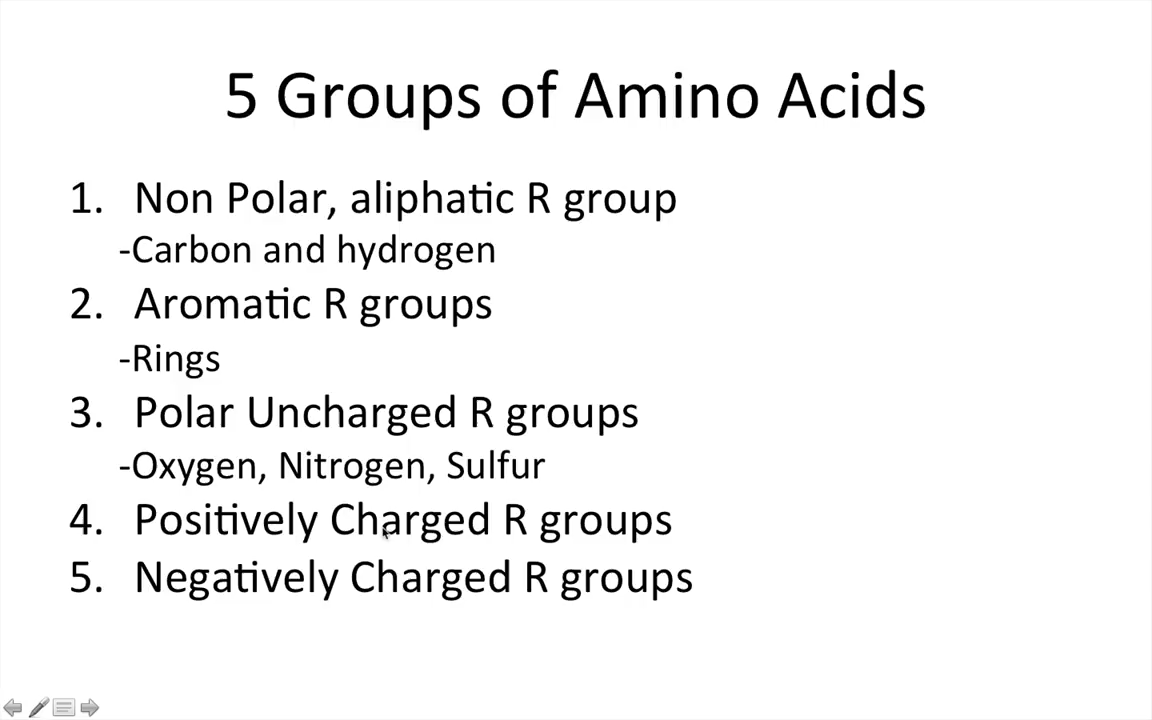 5 Groups of Amino Acids
1. Non Polar, aliphatic R group
-Carbon and hydrogen
2. Aromatic R groups
-Rings
3. Polar Uncharged R groups
-Oxygen, Nitrogen, Sulfur
4. Positively Charged R groups
5. Negatively Charged R groups